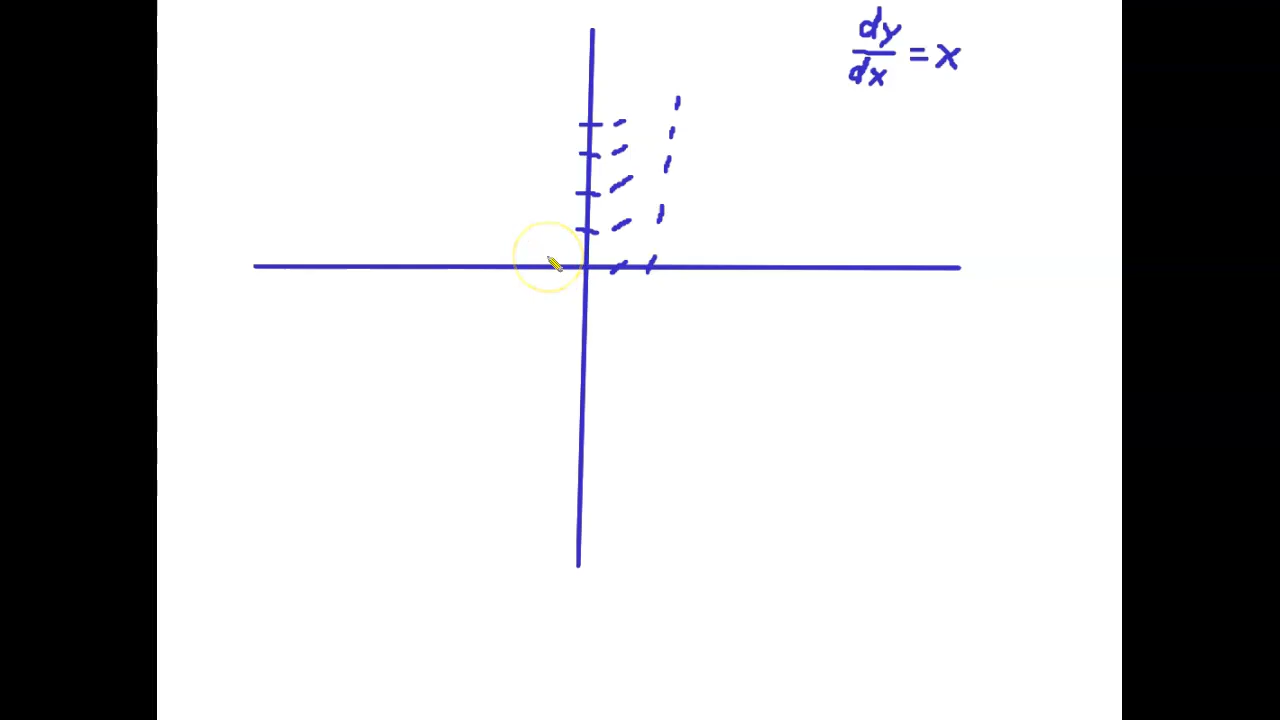 dy/dx = x